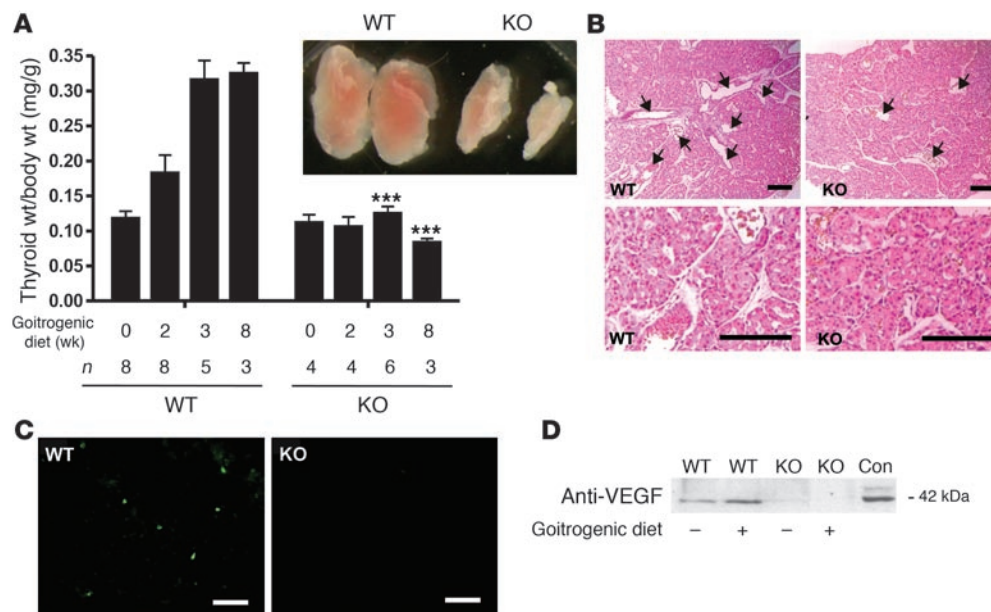 A
WT KO
Thyroid wt/body wt (mg/g)
0.35
0.30
0.25
0.20
0.15
0.10
0.05
0.00
***
***
Goitrogenic
diet (wk)
0 2 3 8 0 2 3 8
n 8 8 5 3 4 4 6 3
WT KO
B
WT KO
WT KO
C
WT KO
D
WT WT KO KO Con
Anti-VEGF - 42 kDa
Goitrogenic diet – + – +